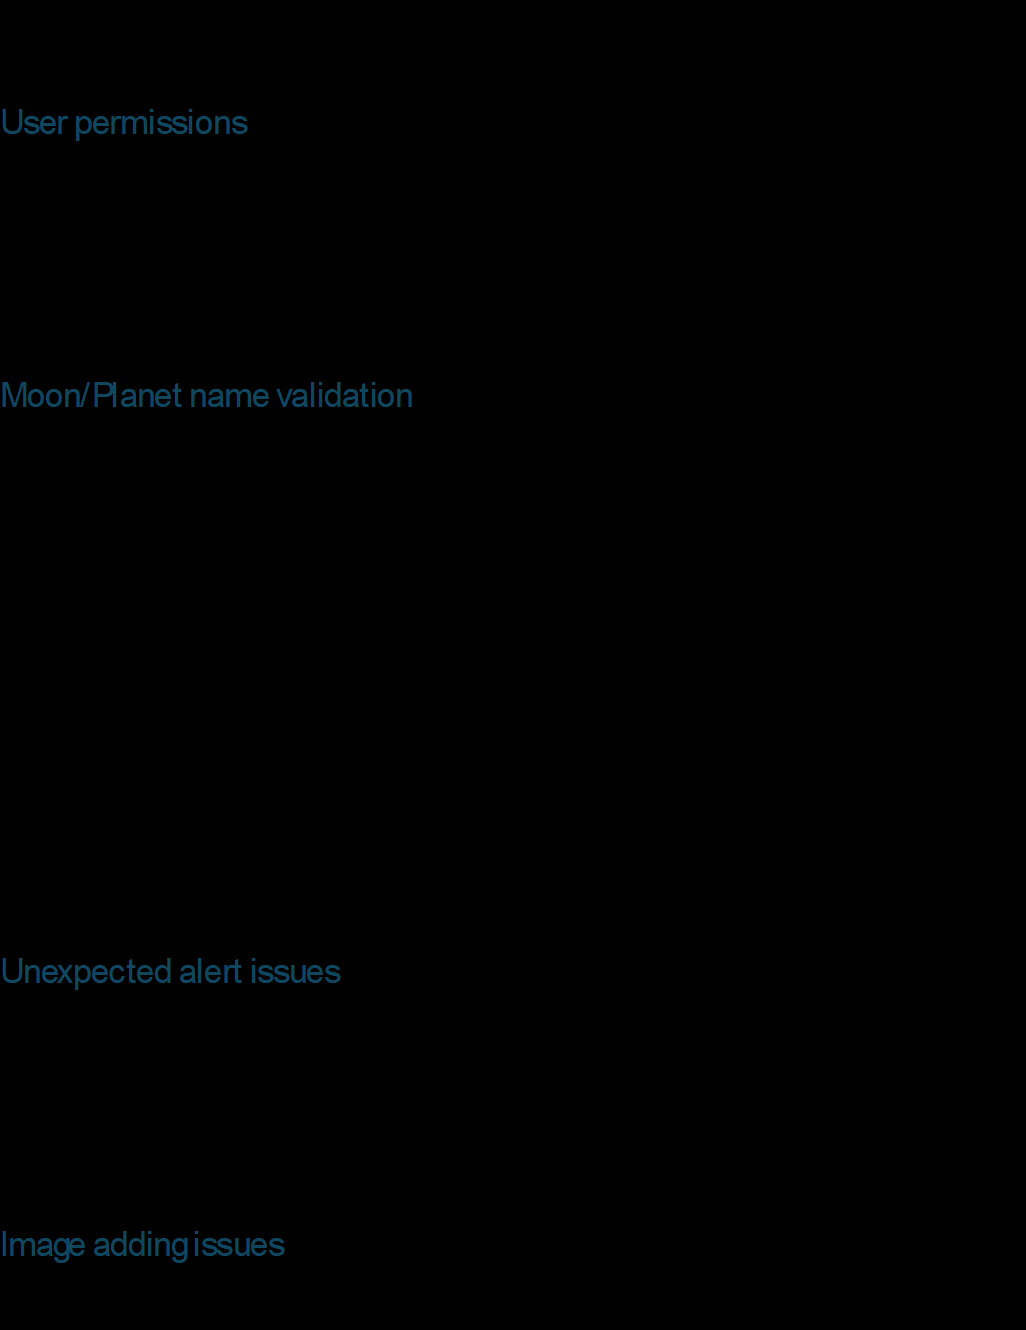 User permissions
Moon/Planet name validation
Unexpected alert issues
Image adding issues